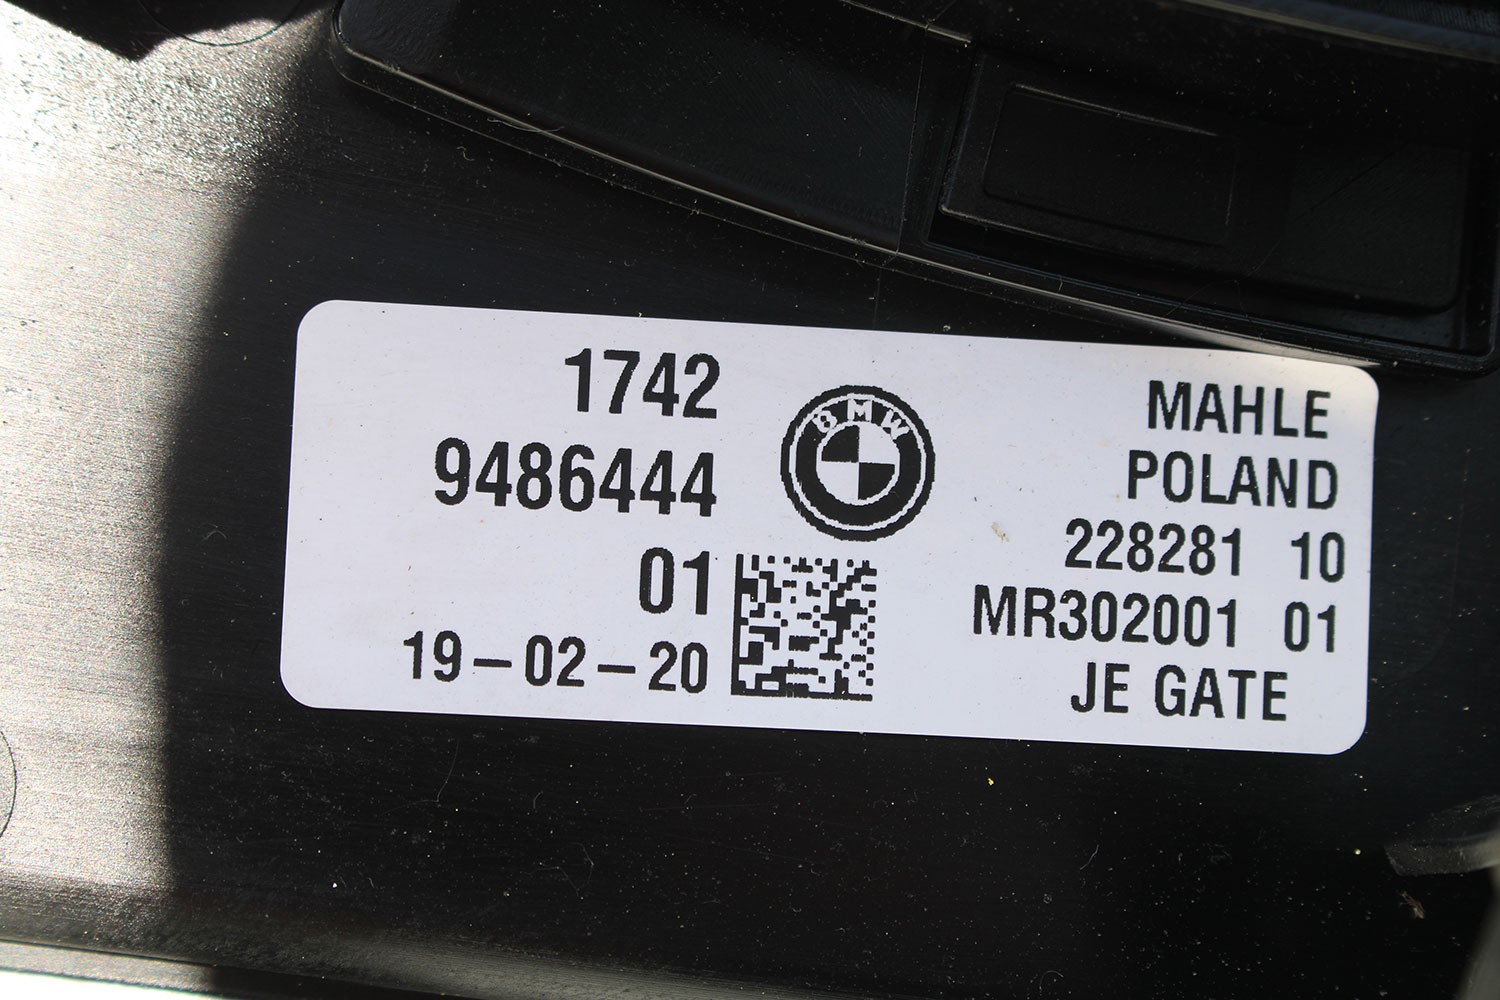 1742
9486444
01
19-02-20
BMW
MAHLE
POLAND
228281 10
MR302001 01
JE GATE